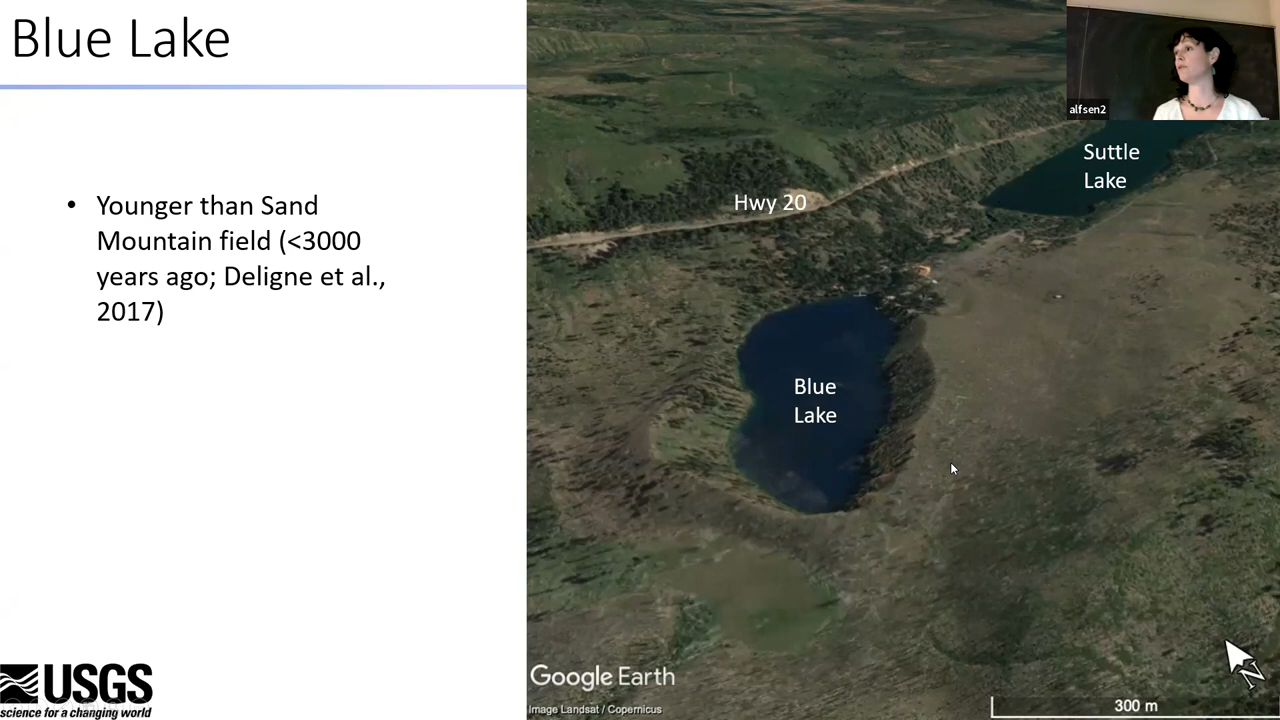 Blue Lake
• Younger than Sand
Mountain field (<3000
years ago; Deligne et al.,
2017)
USGS
science for a changing world
alfsen2
Suttle
Lake
Hwy 20
Blue
Lake
Google Earth
Image Landsat / Copernicus
N
300 m